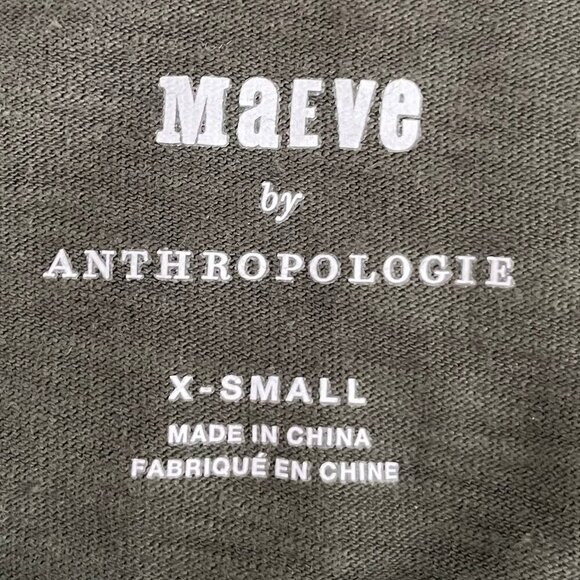 MaEVe
by
ANTHROPOLOGIE
X-SMALL
MADE IN CHINA
FABRIQUÉ EN CHINE